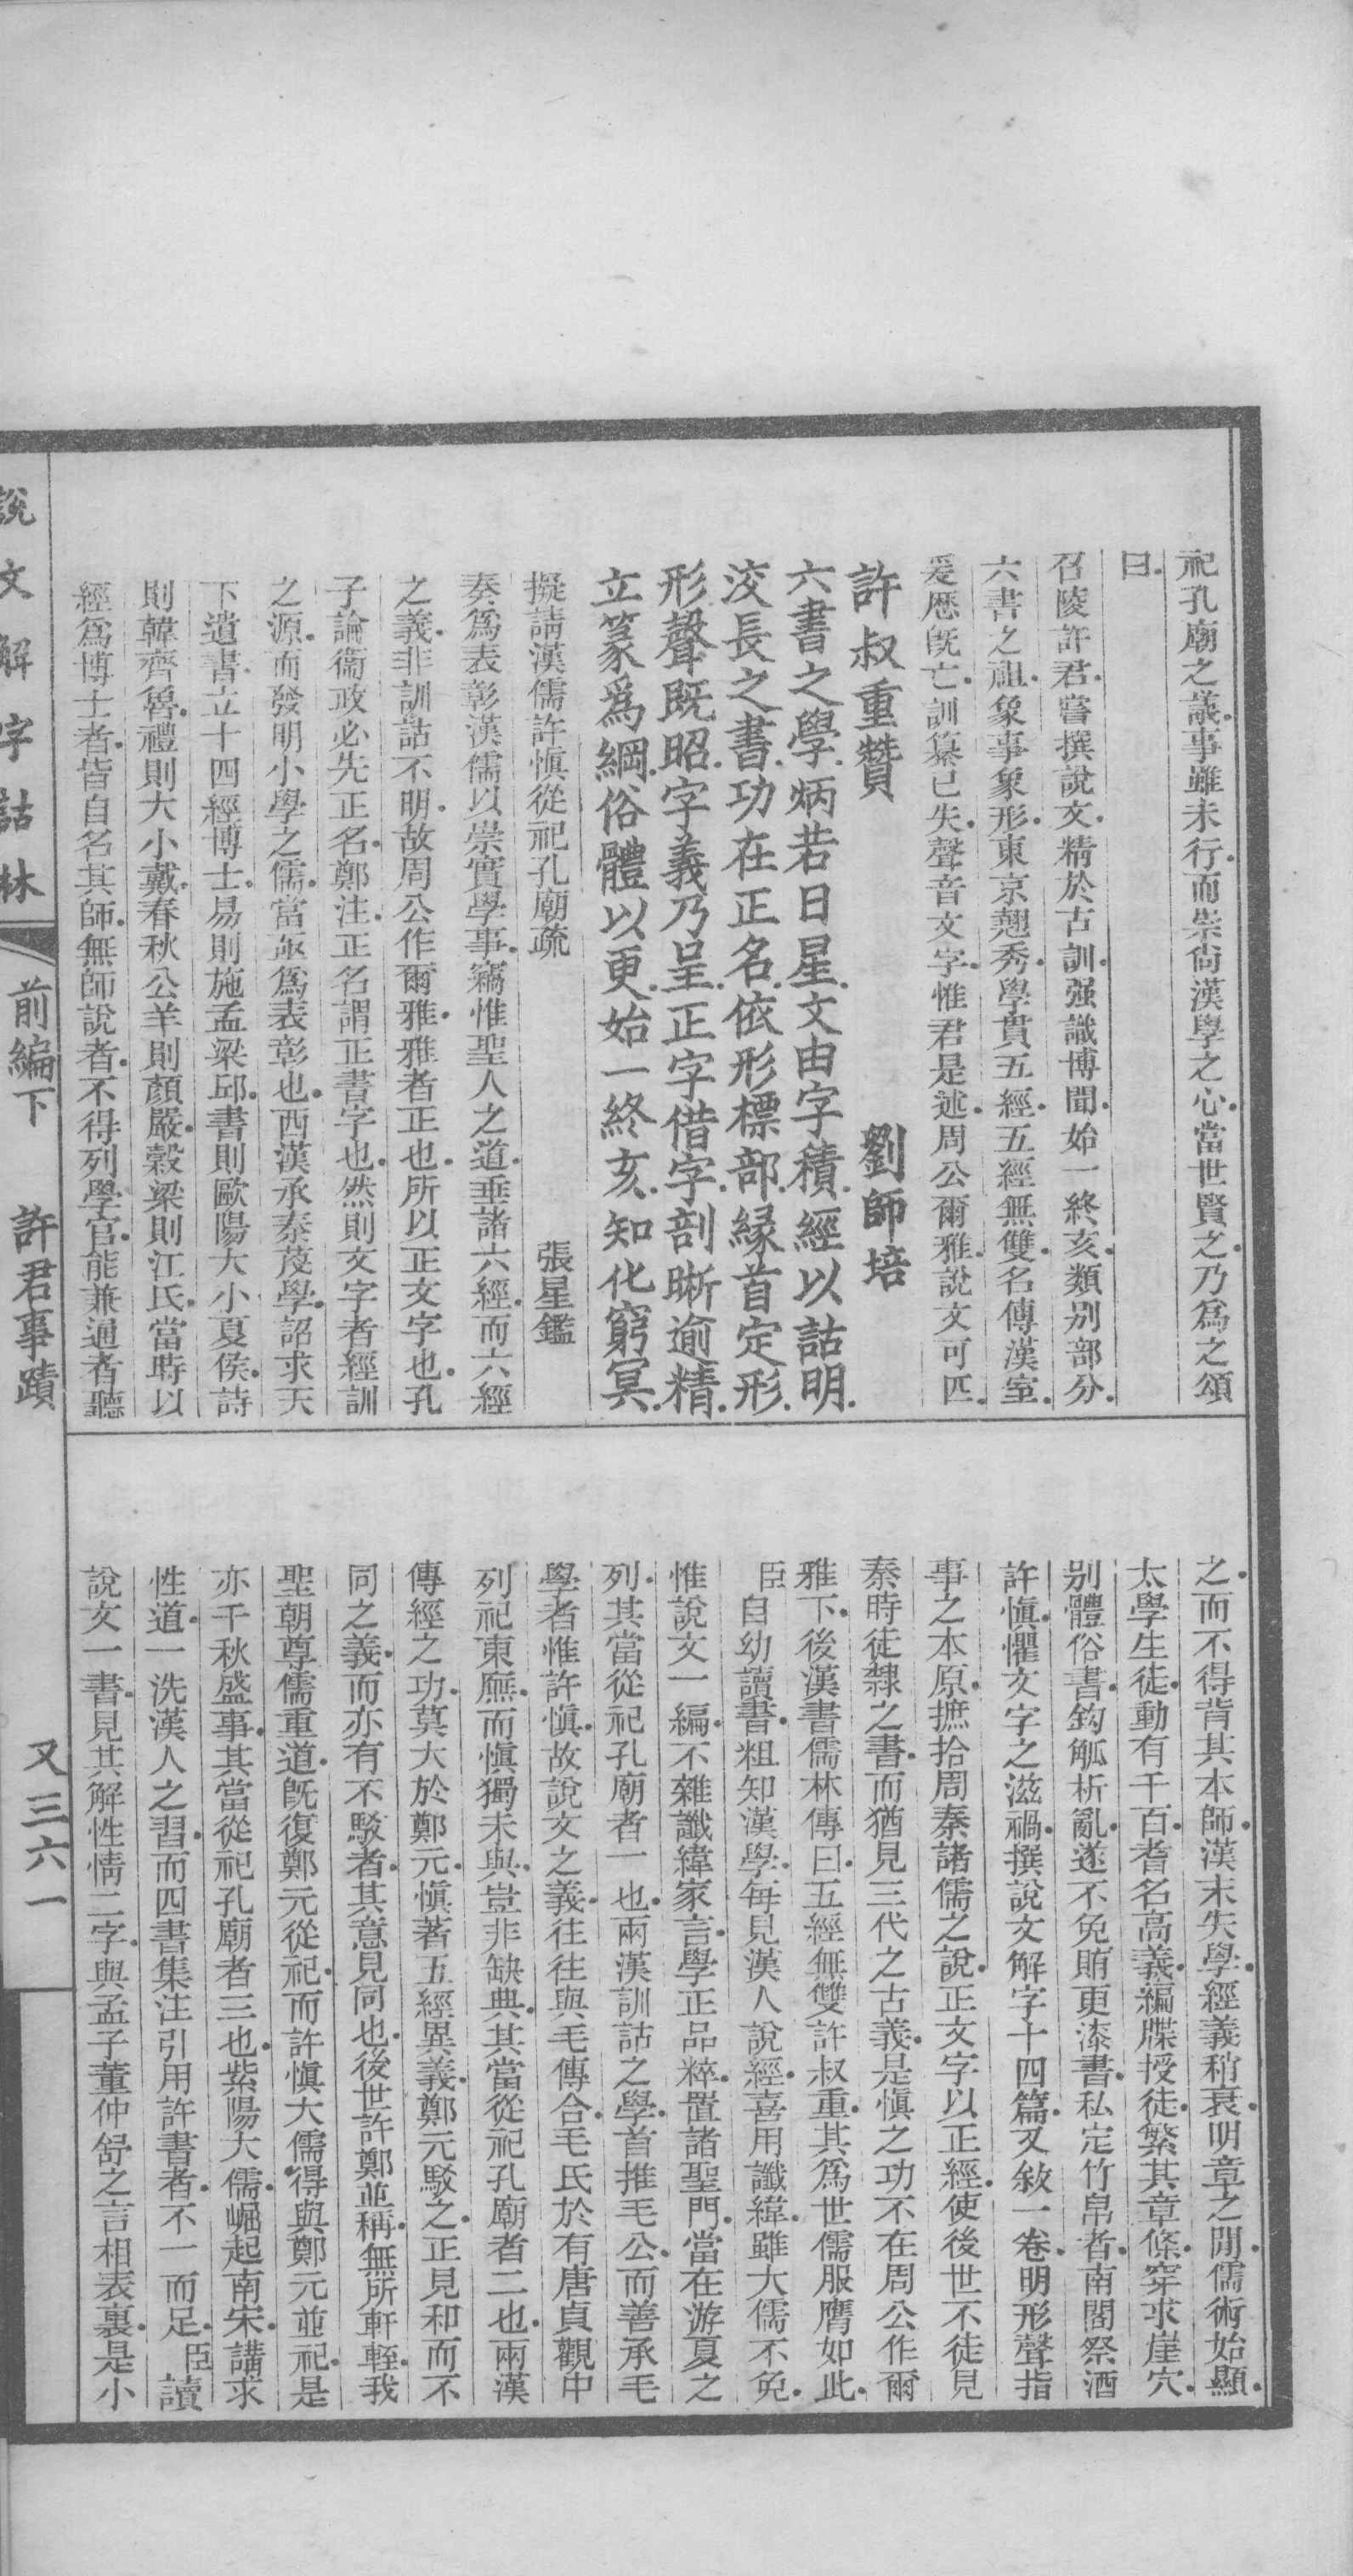 祀孔廟之議.事雖未行.而崇尙漢學之心.當世賢之.乃爲之頌
曰.
召陵許君.嘗撰說文.精於古訓.强識博聞.始一終亥.類别部分.
六書之祖.象事象形.東京翹秀.學貫五經.五經無雙.名傳漢室.
爰歷旣亡.訓纂已失.聲音文字.惟君是述.周公爾雅.說文可匹.
許叔重贊　劉師培
六書之學.炳若日星.文由字積.經以詁明.
洨長之書.功在正名.依形標部.緣首定形.
形聲既昭.字義乃呈.正字借字.剖晰逾精.
立篆爲綱.俗體以更.始一終亥.知化窮冥.
擬請漢儒許愼從祀孔廟疏　張星鑑
奏.爲表彰漢儒以崇實學事.竊惟聖人之道.垂諸六經.而六經
之義.非訓詁不明.故周公作爾雅.雅者正也.所以正文字也.孔
子論衞政必先正名.鄭注.正名謂正書字也.然則文字者經訓
之源.而發明小學之儒.當亟爲表彰也.西漢承秦蔑學.詔求天
下遺書.立十四經博士.易則施孟梁邱.書則歐陽大小夏侯.詩
則韓齊魯.禮則大小戴.春秋公羊則顏嚴.穀梁則江氏.當時以
經爲博士者.皆自名其師.無師說者.不得列學官.能兼通者聽
之.而不得背其本師.漢末失學.經義稍衰.明章之閒.儒術始顯.
太學生徒.動有千百.耆名高義.編牒授徒.繁其章條.穿求崖穴.
别體俗書.鈎𧣪析亂.遂不免賄更漆書.私定竹帛者.南閣祭酒
許愼.懼文字之滋禍.撰說文解字十四篇.叉敘一卷.明形聲指
事之本原.摭拾周秦諸儒之說.正文字以正經.使後世不徒見
秦時徒隸之書.而猶見三代之古義.是愼之功不在周公作爾
雅下.後漢書儒林傳曰.五經無雙許叔重.其爲世儒服膺如此.
臣自幼讀書.粗知漢學.每見漢人說經.喜用讖緯.雖大儒不免.
惟說文一編.不雜讖緯家言.學正品粹.置諸聖門.當在游夏之
列.其當從祀孔廟者一也.兩漢訓詁之學.首推毛公.而善承毛
學者惟許愼.故說文之義.往往與毛傳合.毛氏於有唐貞觀中
列祀東廡.而愼獨未與.豈非缺典.其當從祀孔廟者二也.兩漢
傳經之功.莫大於鄭元.愼著五經異義.鄭元駁之.正見和而不
同之義.而亦有不駁者.其意見同也.後世許鄭並稱.無所軒輊.我
聖朝尊儒重道.旣復鄭元從祀.而許愼大儒.得與鄭元並祀.是
亦千秋盛事.其當從祀孔廟者三也.紫陽大儒.崛起南宋.講求
性道.一洗漢人之習.而四書集注引用許書者.不一而足.臣讀
說文一書.見其解性情二字.與孟子董仲舒之言相表裏.是小
說文解字詁林　前編下　許君事蹟　又三六一